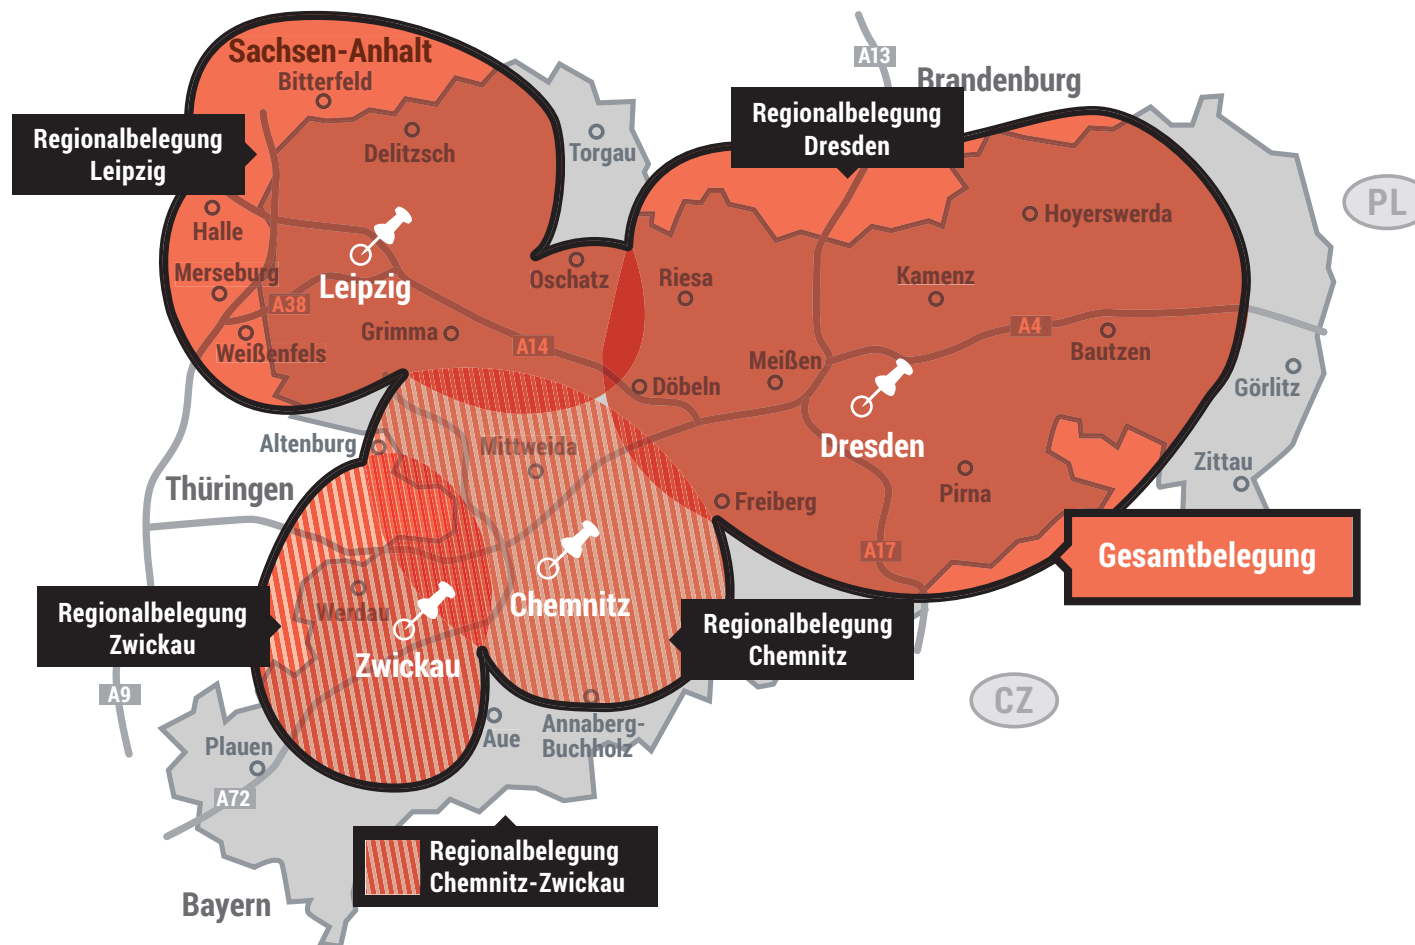 Sachsen-Anhalt
Bitterfeld
A13
Brandenburg
Regionalbelegung
Leipzig
Regionalbelegung
Dresden
Delitzsch
Torgau
PL
Halle
Hoyerswerda
Merseburg
Leipzig
Oschatz
Riesa
Kamenz
A38
Grimma
A14
A4
Weißenfels
Meißen
Bautzen
Döbeln
Görlitz
Altenburg
Mittweida
Dresden
Zittau
Thüringen
Freiberg
Pirna
A17
Gesamtbelegung
Regionalbelegung
Zwickau
Werdau
Chemnitz
Regionalbelegung
Chemnitz
Zwickau
A9
CZ
Plauen
Aue
Annaberg-
Buchholz
A72
Regionalbelegung
Chemnitz-Zwickau
Bayern